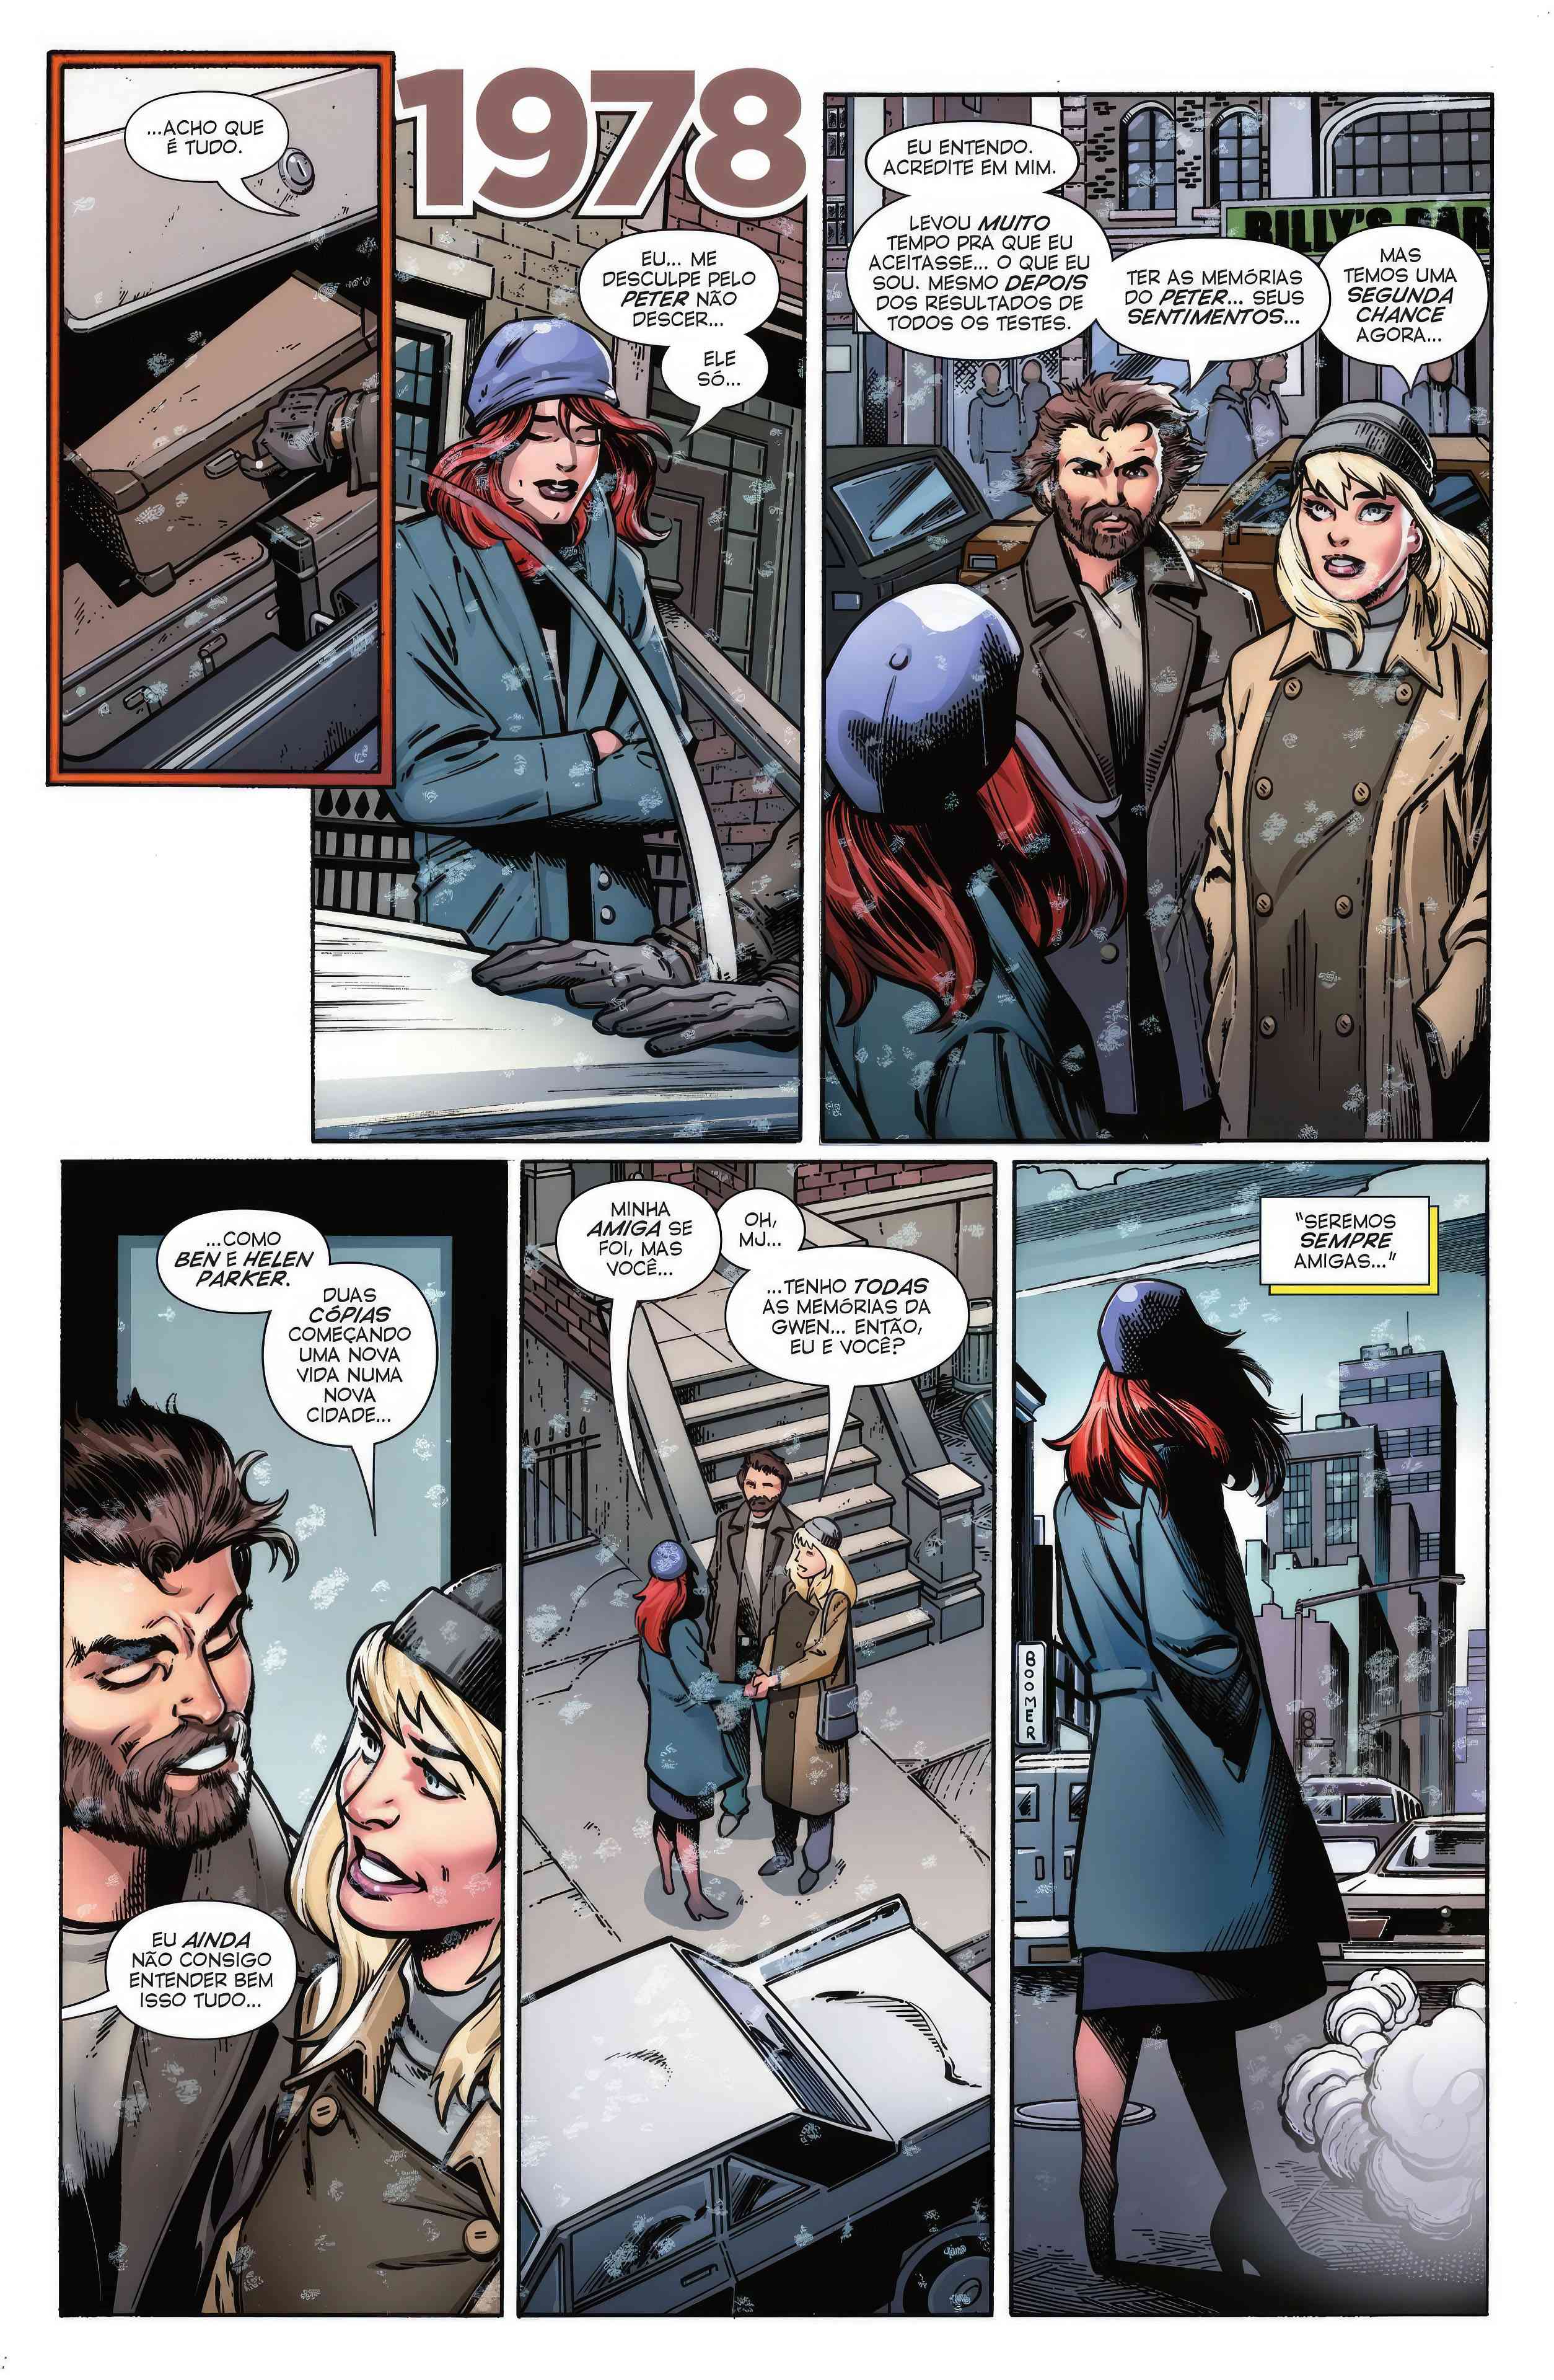 ...ACHO QUE
É TUDO.
1978
EU... ME
DESCULPE PELO
PETER NÃO
DESCER...
ELE
SÓ...
EU ENTENDO.
ACREDITE EM MIM.
LEVOU MUITO
TEMPO PRA QUE EU
ACEITASSE... O QUE EU
SOU. MESMO DEPOIS
DOS RESULTADOS DE
TODOS OS TESTES.
BILLY'S BAR
TER AS MEMÓRIAS
DO PETER... SEUS
SENTIMENTOS...
MAS
TEMOS UMA
SEGUNDA
CHANCE
AGORA...
...COMO
BEN E HELEN
PARKER.
DUAS
CÓPIAS
COMEÇANDO
UMA NOVA
VIDA NUMA
NOVA
CIDADE...
EU AINDA
NÃO CONSIGO
ENTENDER BEM
ISSO TUDO...
MINHA
AMIGA SE
FOI, MAS
VOCÊ...
OH,
MJ...
...TENHO TODAS
AS MEMÓRIAS DA
GWEN... ENTÃO,
EU E VOCÊ?
"SEREMOS
SEMPRE
AMIGAS..."
BOOMER